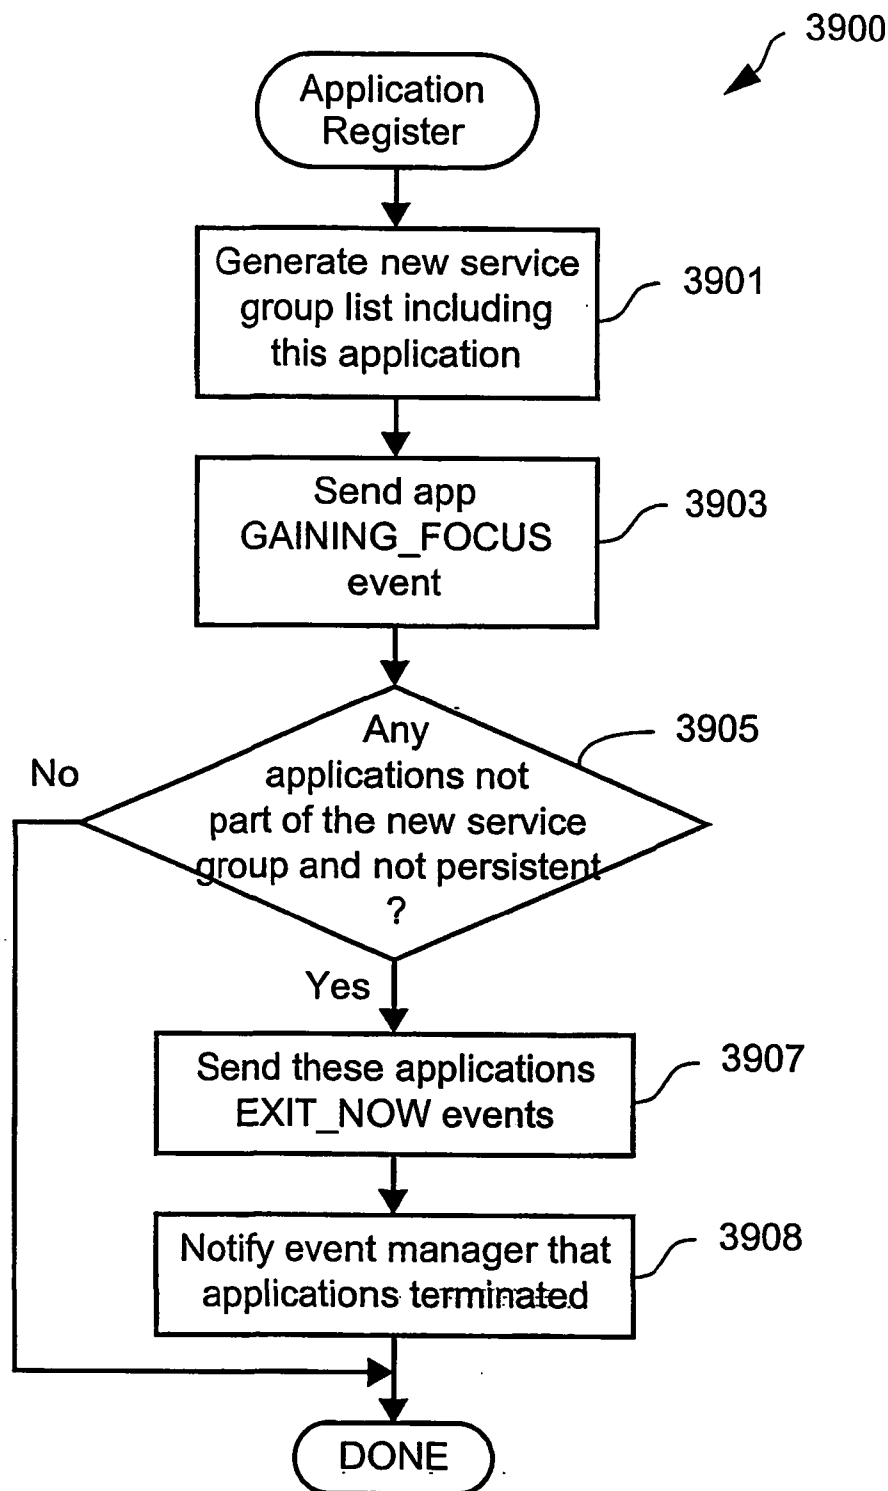 3900
Application
Register
Generate new service
group list including
this application
3901
Send app
GAINING_FOCUS
event
3903
Any
applications not
part of the new service
group and not persistent
?
3905
No
Yes
Send these applications
EXIT_NOW events
3907
Notify event manager that
applications terminated
3908
DONE